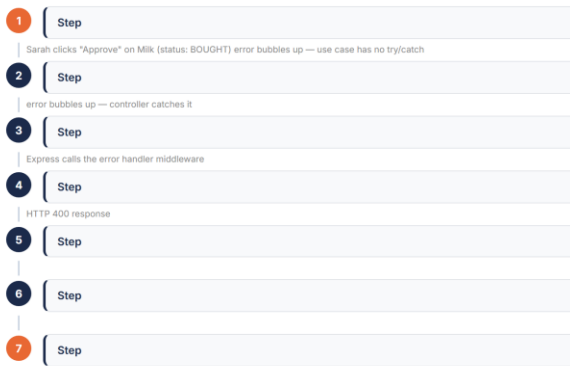 1 Step
Sarah clicks "Approve" on Milk (status: BOUGHT) error bubbles up — use case has no try/catch
2 Step
error bubbles up — controller catches it
3 Step
Express calls the error handler middleware
4 Step
HTTP 400 response
5 Step
6 Step
7 Step